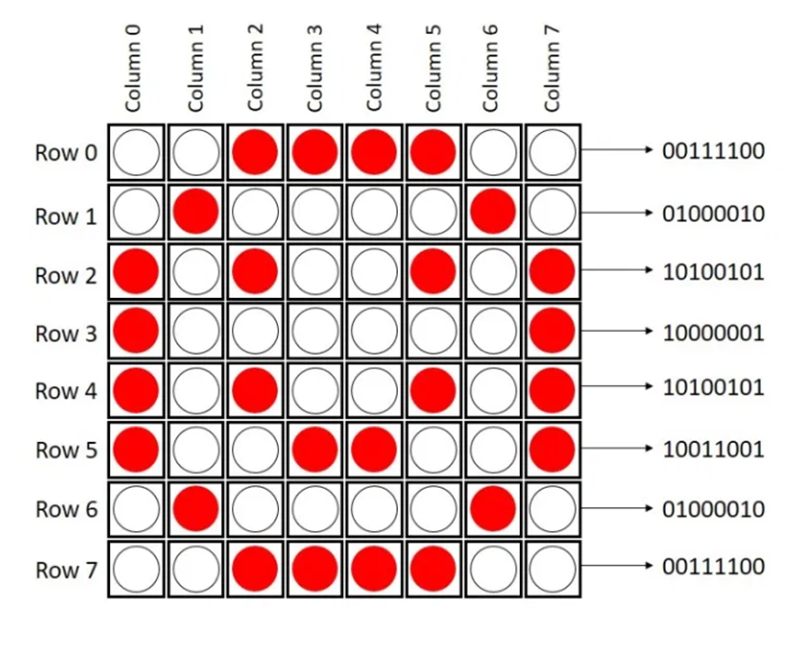 Column 0
Column 1
Column 2
Column 3
Column 4
Column 5
Column 6
Column 7
Row 0 00111100
Row 1 01000010
Row 2 10100101
Row 3 10000001
Row 4 10100101
Row 5 10011001
Row 6 01000010
Row 7 00111100